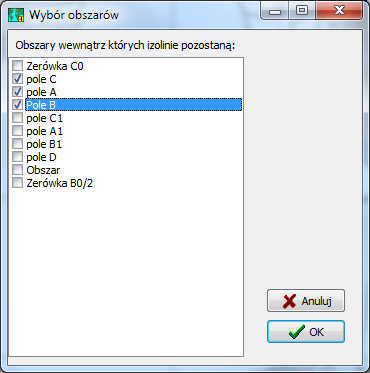 Wybór obszarów
Obszary wewnątrz których izolinie pozostaną:
Zerówka C0
pole C
pole A
Pole B
pole C1
pole A1
pole B1
pole D
Obszar
Zerówka B0/2
Anuluj
OK